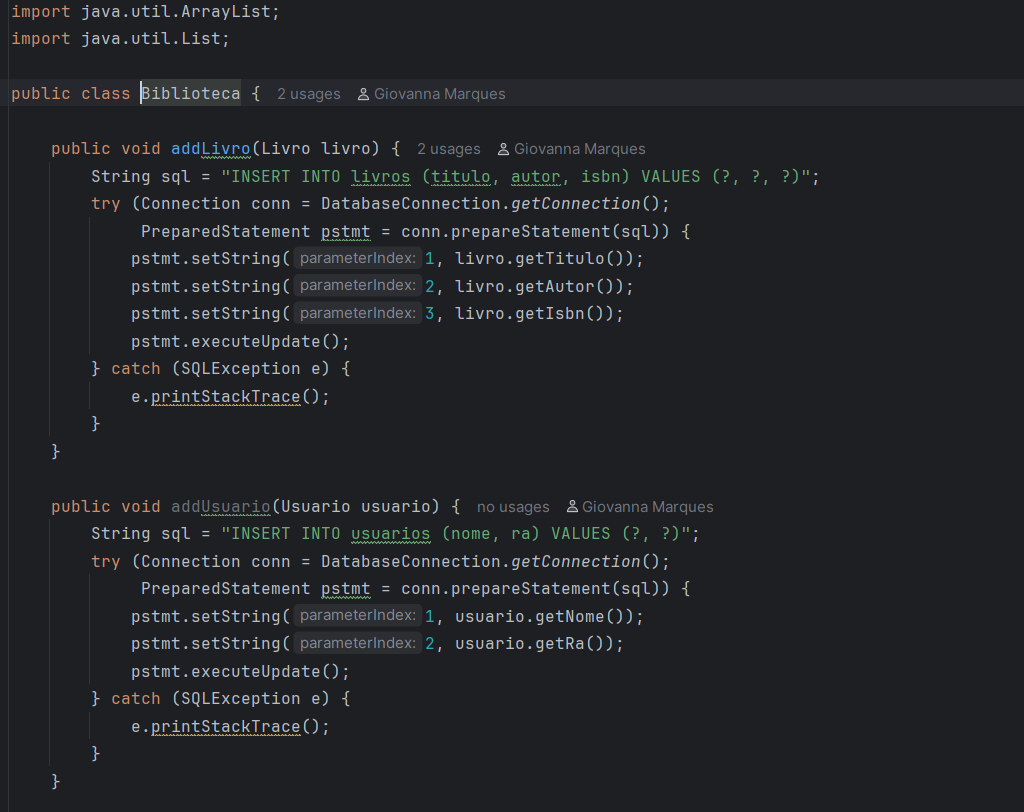 import java.util.ArrayList;
import java.util.List;
public class Biblioteca { 2 usages Giovanna Marques
public void addLivro(Livro livro) { 2 usages Giovanna Marques
String sql = "INSERT INTO livros (titulo, autor, isbn) VALUES (?, ?, ?)";
try (Connection conn = DatabaseConnection.getConnection();
PreparedStatement pstmt = conn.prepareStatement(sql)) {
pstmt.setString( parameterIndex: 1, livro.getTitulo());
pstmt.setString( parameterIndex: 2, livro.getAutor());
pstmt.setString( parameterIndex: 3, livro.getIsbn());
pstmt.executeUpdate();
} catch (SQLException e) {
e.printStackTrace();
}
}
public void addUsuario(Usuario usuario) { no usages Giovanna Marques
String sql = "INSERT INTO usuarios (nome, ra) VALUES (?, ?)";
try (Connection conn = DatabaseConnection.getConnection();
PreparedStatement pstmt = conn.prepareStatement(sql)) {
pstmt.setString( parameterIndex: 1, usuario.getNome());
pstmt.setString( parameterIndex: 2, usuario.getRa());
pstmt.executeUpdate();
} catch (SQLException e) {
e.printStackTrace();
}
}